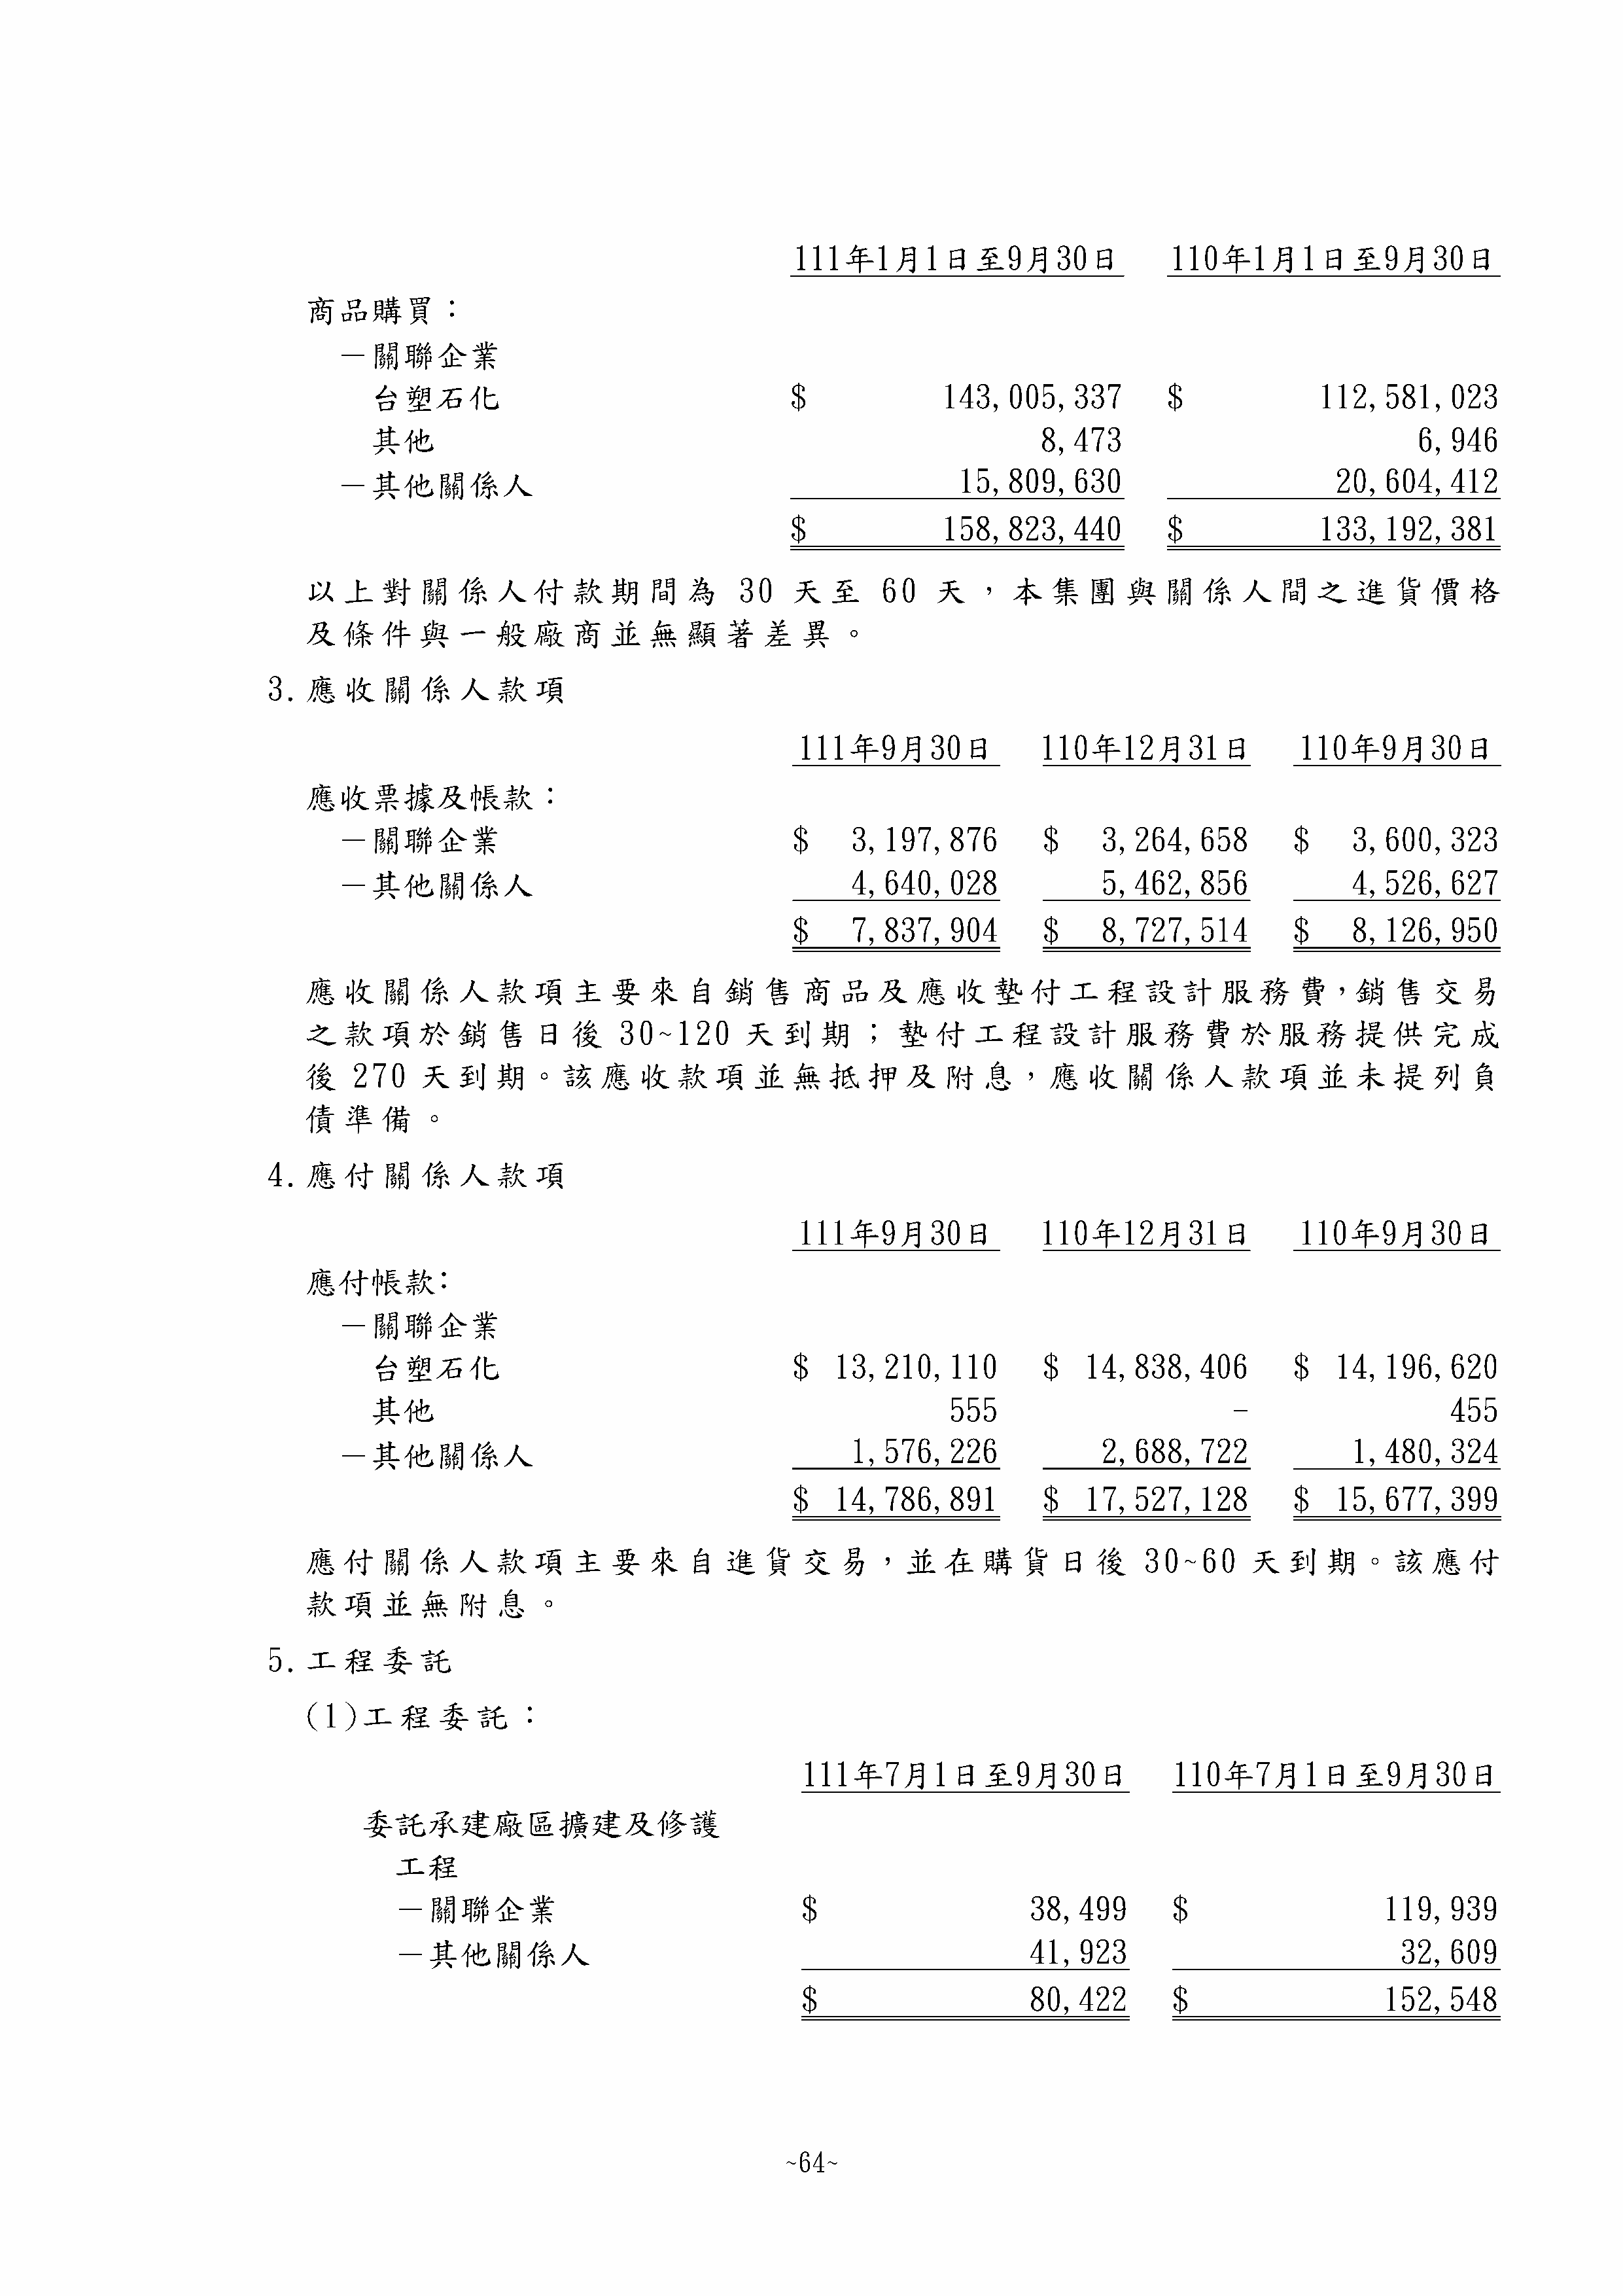 111年1月1日至9月30日 110年1月1日至9月30日
商品購買：
－關聯企業
台塑石化 $ 143,005,337 $ 112,581,023
其他 8,473 6,946
－其他關係人 15,809,630 20,604,412
$ 158,823,440 $ 133,192,381
以上對關係人付款期間為 30 天至 60 天，本集團與關係人間之進貨價格
及條件與一般廠商並無顯著差異。
3.應收關係人款項
111年9月30日 110年12月31日 110年9月30日
應收票據及帳款：
－關聯企業 $ 3,197,876 $ 3,264,658 $ 3,600,323
－其他關係人 4,640,028 5,462,856 4,526,627
$ 7,837,904 $ 8,727,514 $ 8,126,950
應收關係人款項主要來自銷售商品及應收墊付工程設計服務費，銷售交易
之款項於銷售日後 30~120 天到期；墊付工程設計服務費於服務提供完成
後 270 天到期。該應收款項並無抵押及附息，應收關係人款項並未提列負
債準備。
4.應付關係人款項
111年9月30日 110年12月31日 110年9月30日
應付帳款:
－關聯企業
台塑石化 $ 13,210,110 $ 14,838,406 $ 14,196,620
其他 555 - 455
－其他關係人 1,576,226 2,688,722 1,480,324
$ 14,786,891 $ 17,527,128 $ 15,677,399
應付關係人款項主要來自進貨交易，並在購貨日後 30~60 天到期。該應付
款項並無附息。
5.工程委託
(1)工程委託：
111年7月1日至9月30日 110年7月1日至9月30日
委託承建廠區擴建及修護
工程
－關聯企業 $ 38,499 $ 119,939
－其他關係人 41,923 32,609
$ 80,422 $ 152,548
~64~